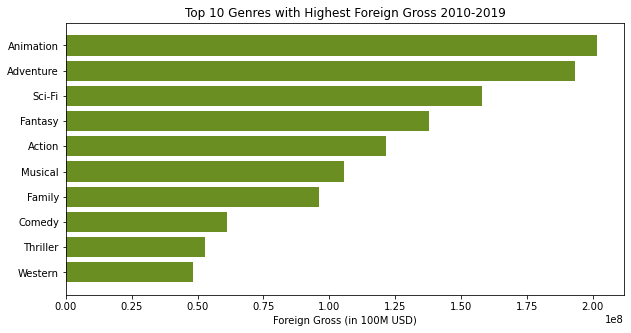 Top 10 Genres with Highest Foreign Gross 2010-2019
Animation
Adventure
Sci-Fi
Fantasy
Action
Musical
Family
Comedy
Thriller
Western
0.00 0.25 0.50 0.75 1.00 1.25 1.50 1.75 2.00
1e8
Foreign Gross (in 100M USD)